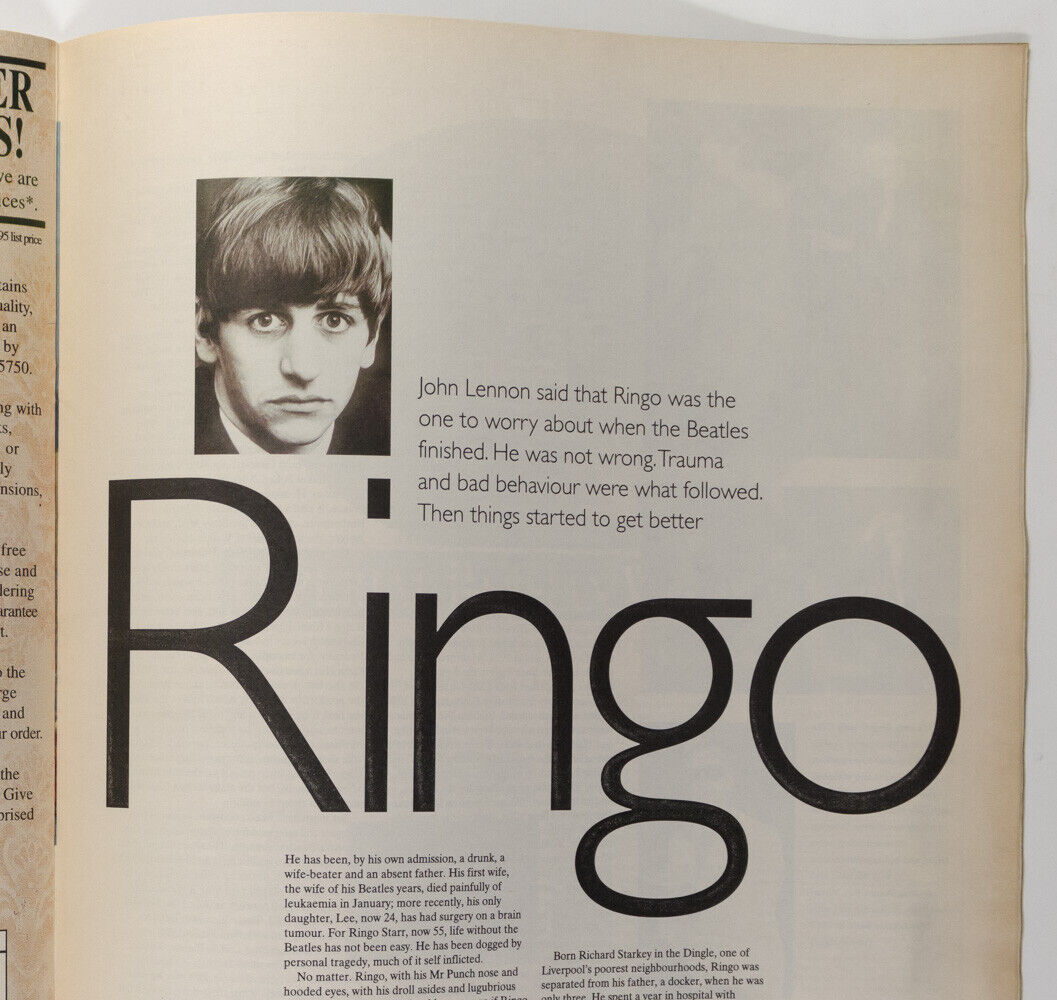 ER
S!
ve are
ces*.
95 list price
tains
uality,
an
by
5750.
ng with
s,
or
ly
nsions,
free
se and
dering
arantee
t.
o the
rge
and
ur order.
the
Give
prised
John Lennon said that Ringo was the
one to worry about when the Beatles
finished. He was not wrong. Trauma
and bad behaviour were what followed.
Then things started to get better
Ringo
He has been, by his own admission, a drunk, a
wife-beater and an absent father. His first wife,
the wife of his Beatles years, died painfully of
leukaemia in January; more recently, his only
daughter, Lee, now 24, has had surgery on a brain
tumour. For Ringo Starr, now 55, life without the
Beatles has not been easy. He has been dogged by
personal tragedy, much of it self inflicted.
No matter. Ringo, with his Mr Punch nose and
hooded eyes, with his droll asides and lugubrious
if Ringo
Born Richard Starkey in the Dingle, one of
Liverpool's poorest neighbourhoods, Ringo was
separated from his father, a docker, when he was
only three. He spent a year in hospital with